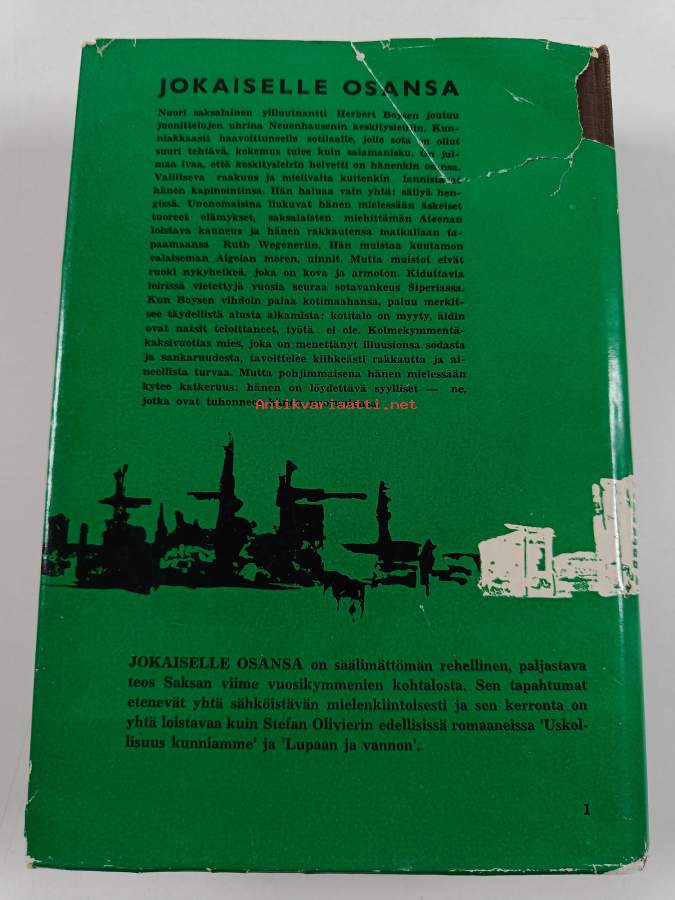 JOKAISELLE OSANSA
Nuori saksalainen yliluutnantti Herbert Boysen joutuu
juonittelujen uhrina Neuenhausenin keskitysleiriin. Kun-
niakkaasti haavoittuneelle sotilaalle, jolle sota on ollut
suuri tehtävä, kokemus tulee kuin salamanisku. On jul-
maa ivaa, että keskitysleirin helvetti on hänenkin osansa.
Vallitseva raakuus ja mielivalta kuitenkin lannistavat
hänen kapinointinsa. Hän haluaa vain yhtä: säilyä hen-
gissä. Unenomaisina liukuvat hänen mielessään äskeiset
tuoreet elämykset, saksalaisten miehittämän Ateenan
loistava kauneus ja hänen rakkautensa matkallaan ta-
paamaansa Ruth Wegeneriin. Hän muistaa kuutamon
valaiseman Aigeian meren, uinnit. Mutta muistot eivät
ruoki nykyhetkeä, joka on kova ja armoton. Kiduttavia
leirissä vietettyjä vuosia seuraa sotavankeus Siperiassa.
Kun Boysen vihdoin palaa kotimaahansa, paluu merkit-
see täydellistä alusta alkamista: kotitalo on myyty, äidin
ovat natsit teloittaneet, työtä ei ole. Kolmekymmentä-
kaksivuotias mies, joka on menettänyt illuusionsa sodasta
ja sankaruudesta, tavoittelee kiihkeästi rakkautta ja ai-
neellista turvaa. Mutta pohjimmaisena hänen mielessään
kytee katkeruus: hänen on löydettävä syylliset — ne,
jotka ovat tuhonneet
Antikvariaatti.net
JOKAISELLE OSANSA on säälimättömän rehellinen, paljastava
teos Saksan viime vuosikymmenien kohtalosta. Sen tapahtumat
etenevät yhtä sähköistävän mielenkiintoisesti ja sen kerronta on
yhtä loistavaa kuin Stefan Olivierin edellisissä romaaneissa 'Uskol-
lisuus kunniamme' ja 'Lupaan ja vannon'.
1